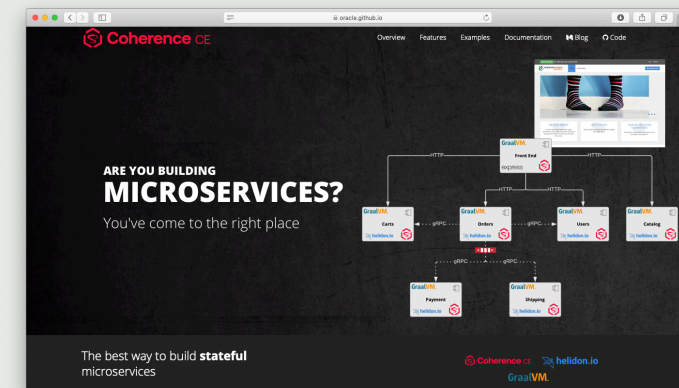 oracle.github.io
Coherence CE
Overview Features Examples Documentation Blog Code
GraalVM.
Front End
express
HTTP
HTTP
HTTP
HTTP
GraalVM.
Carts
helidon.io
gRPC
GraalVM.
Orders
helidon.io
gRPC
GraalVM.
Users
helidon.io
GraalVM.
Catalog
helidon.io
gRPC
gRPC
GraalVM.
Payment
helidon.io
GraalVM.
Shipping
helidon.io
ARE YOU BUILDING
MICROSERVICES?
You've come to the right place
The best way to build stateful
microservices
Coherence CE helidon.io
GraalVM.